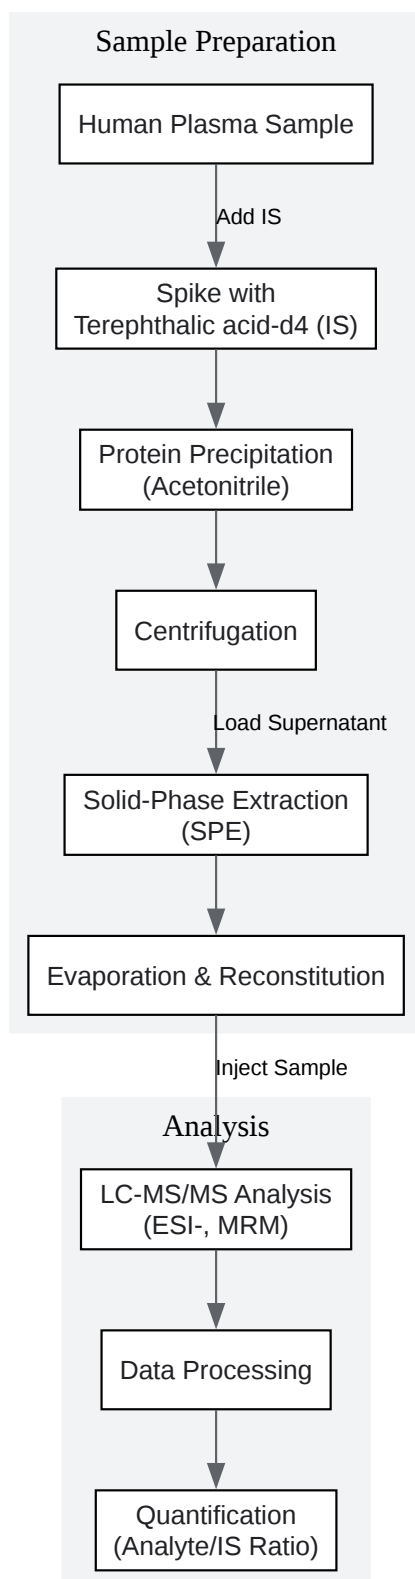 Sample Preparation
Human Plasma Sample
Add IS
Spike with
Terephthalic acid-d4 (IS)
Protein Precipitation
(Acetonitrile)
Centrifugation
Load Supernatant
Solid-Phase Extraction
(SPE)
Evaporation & Reconstitution
Inject Sample
Analysis
LC-MS/MS Analysis
(ESI-, MRM)
Data Processing
Quantification
(Analyte/IS Ratio)